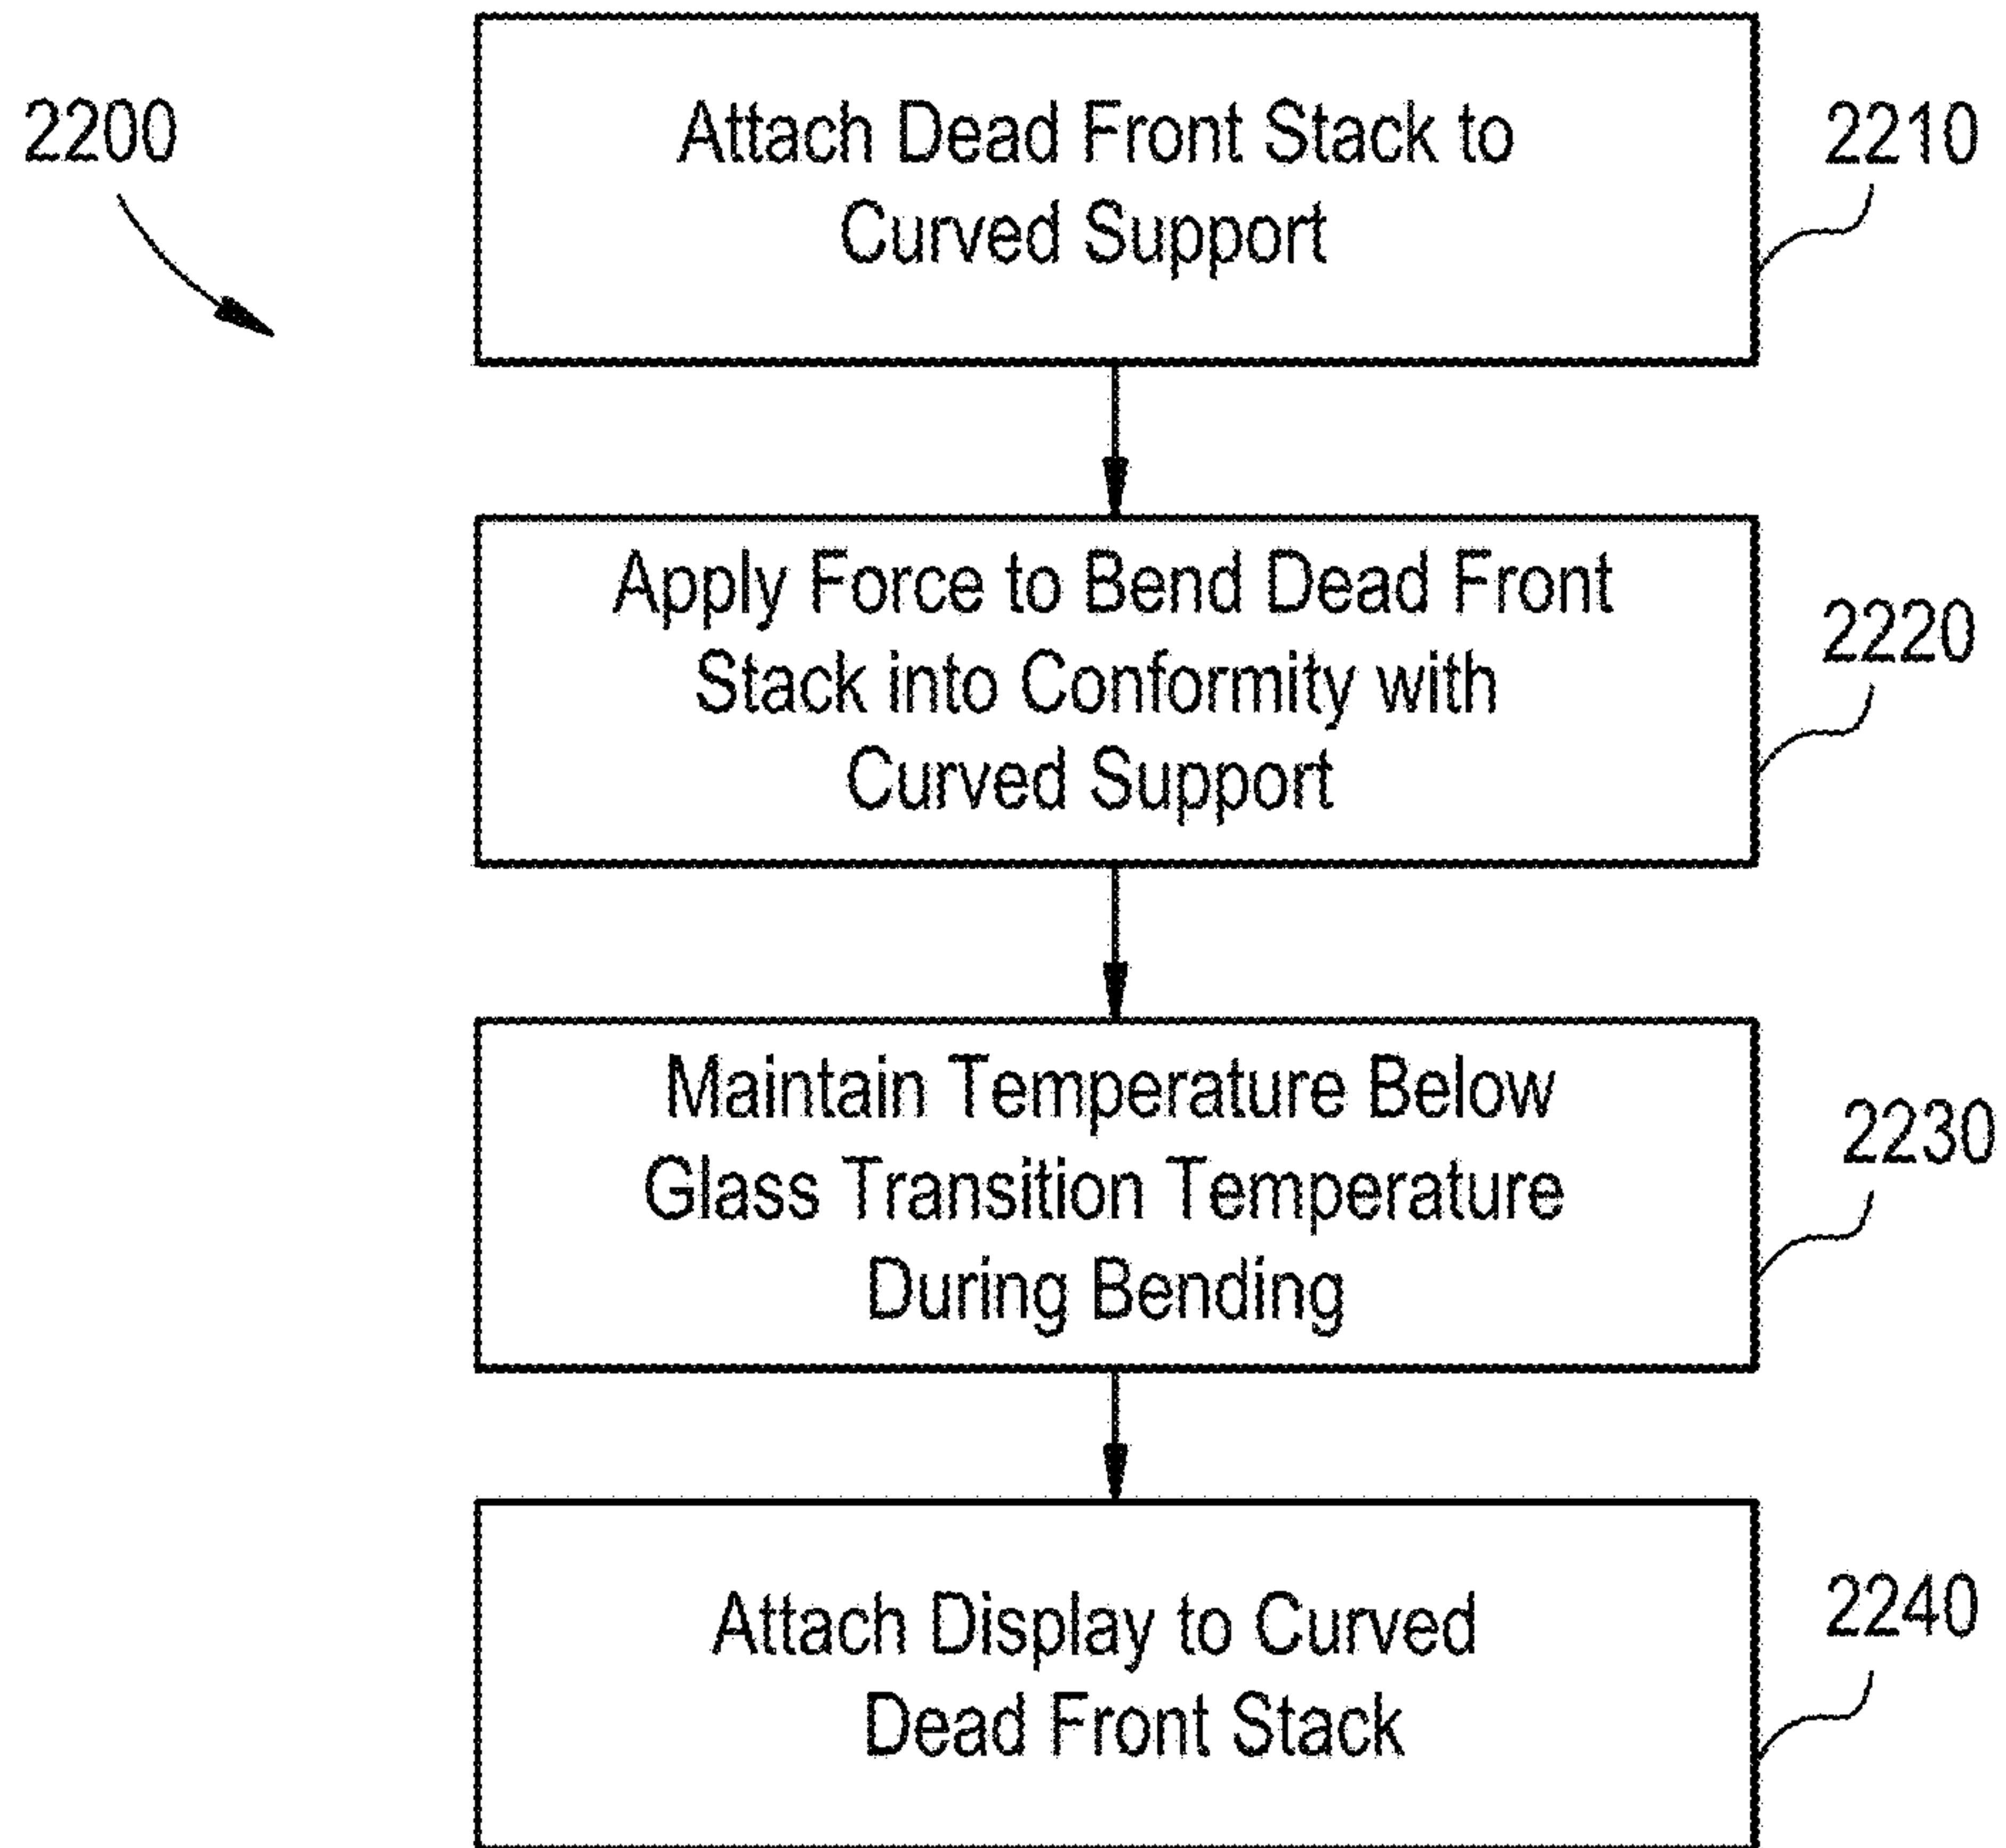 2200
Attach Dead Front Stack to
Curved Support
2210
Apply Force to Bend Dead Front
Stack into Conformity with
Curved Support
2220
Maintain Temperature Below
Glass Transition Temperature
During Bending
2230
Attach Display to Curved
Dead Front Stack
2240